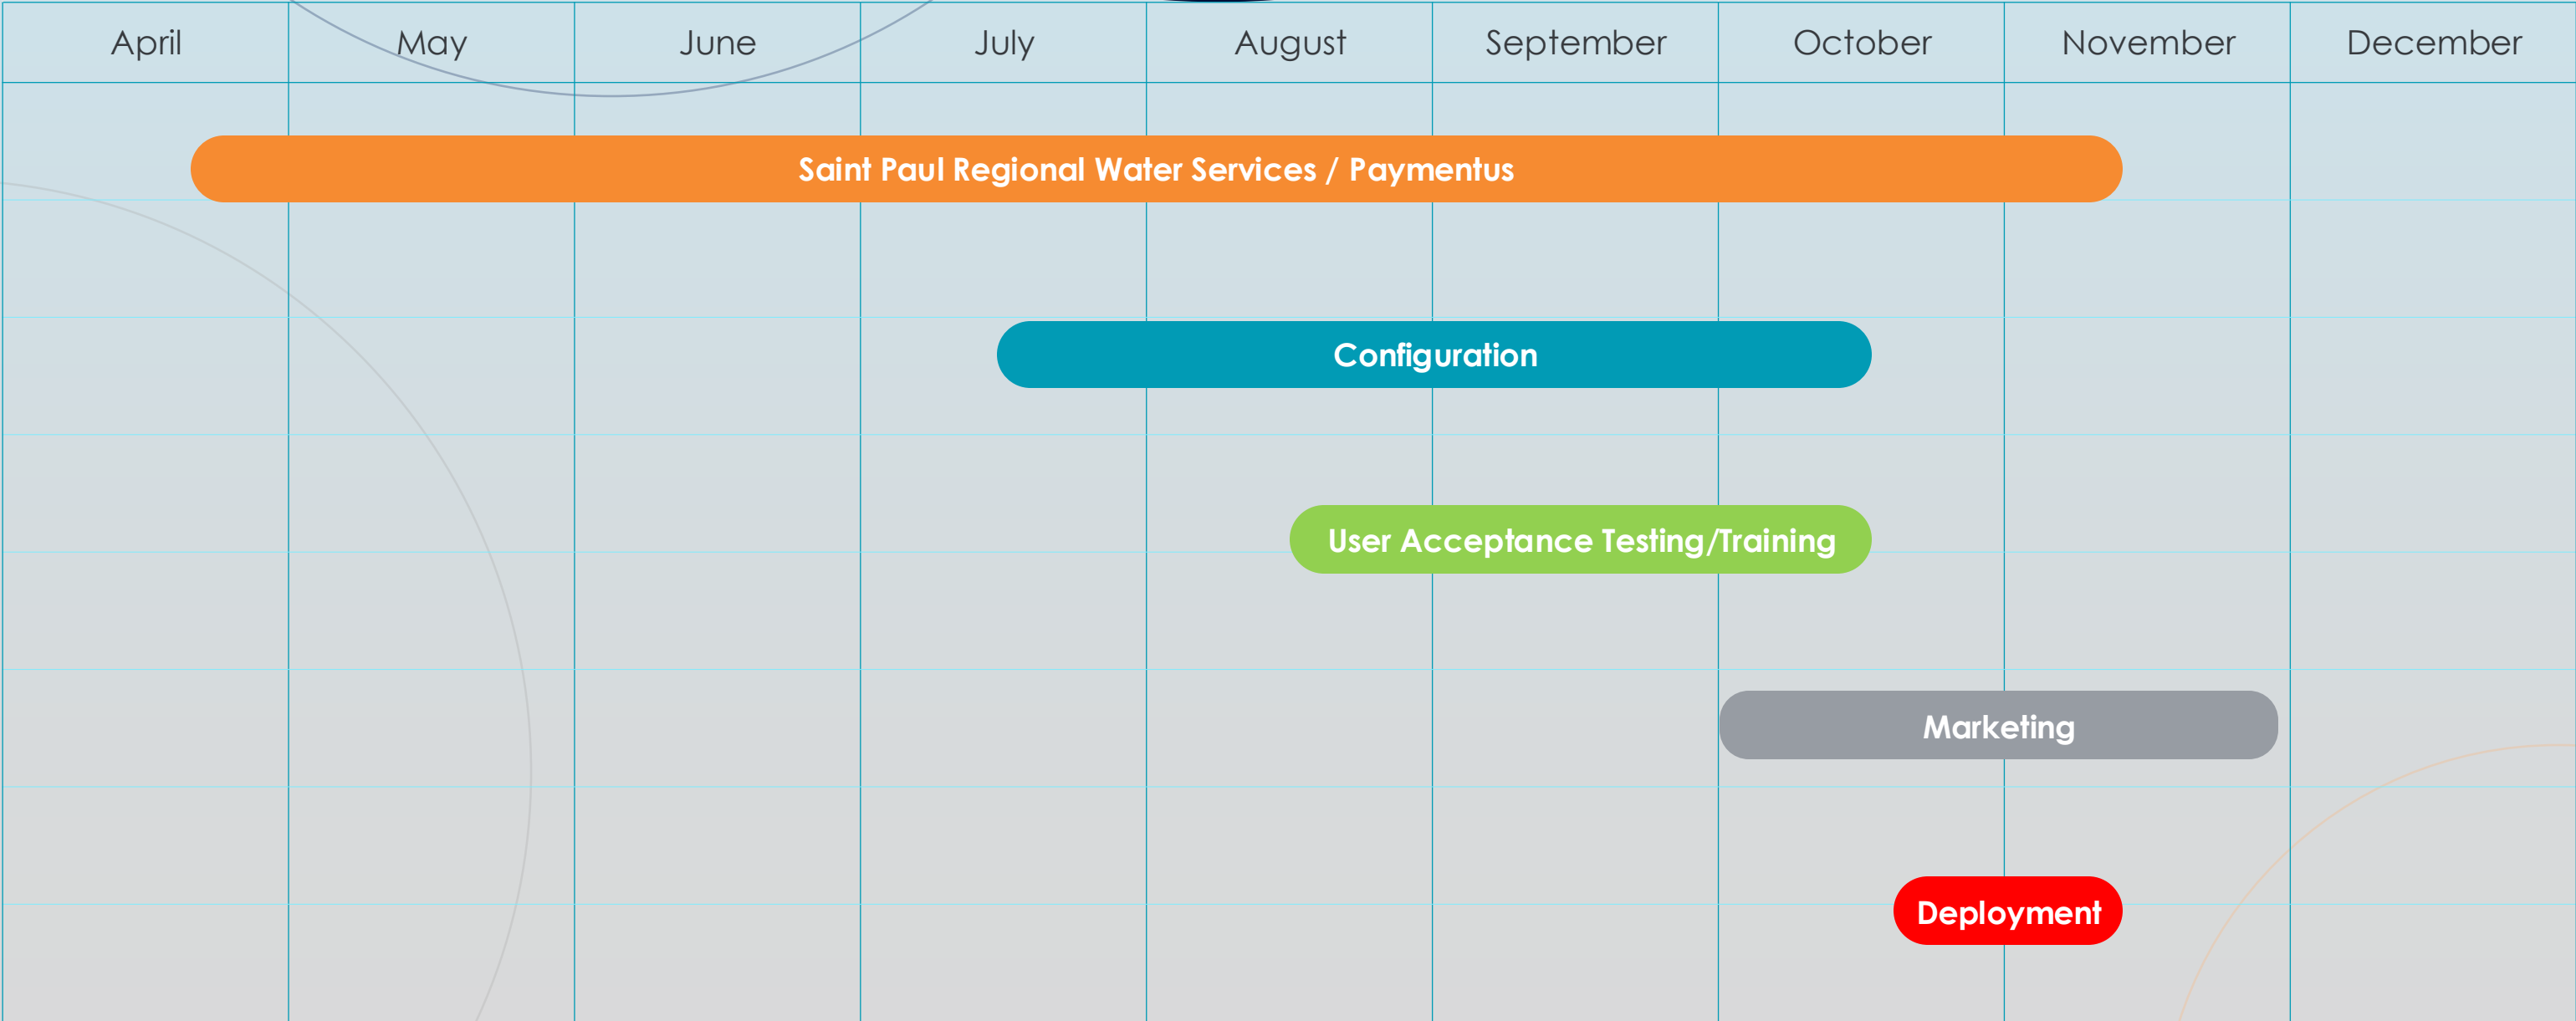 April May June July August September October November December
Saint Paul Regional Water Services / Paymentus
Configuration
User Acceptance Testing/Training
Marketing
Deployment